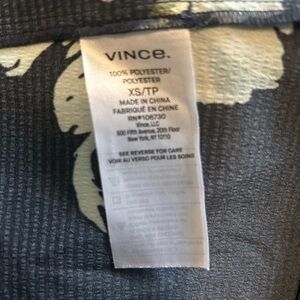 VINCE.
100% POLYESTER/
POLYESTER
XS/TP
MADE IN CHINA
FABRIQUÉ EN CHINE
RN#106730
Vince, LLC
500 Fifth Avenue, 20th Floor
New York, NY 10110
SEE REVERSE FOR CARE
VOIR AU VERSO POUR LES SOINS